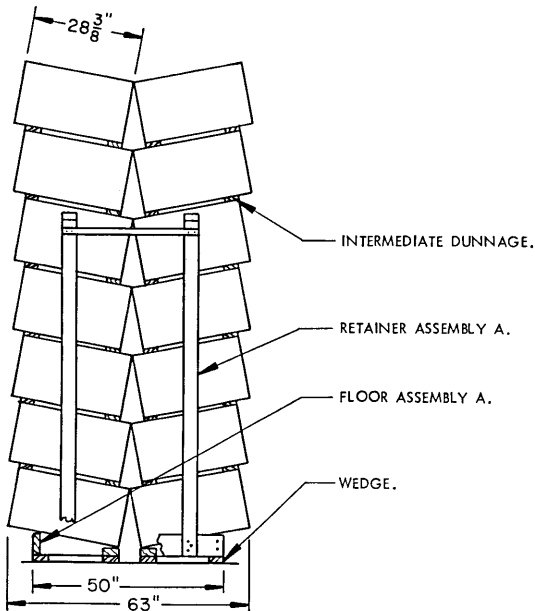 28 3/8"
INTERMEDIATE DUNNAGE.
RETAINER ASSEMBLY A.
FLOOR ASSEMBLY A.
WEDGE.
50"
63"